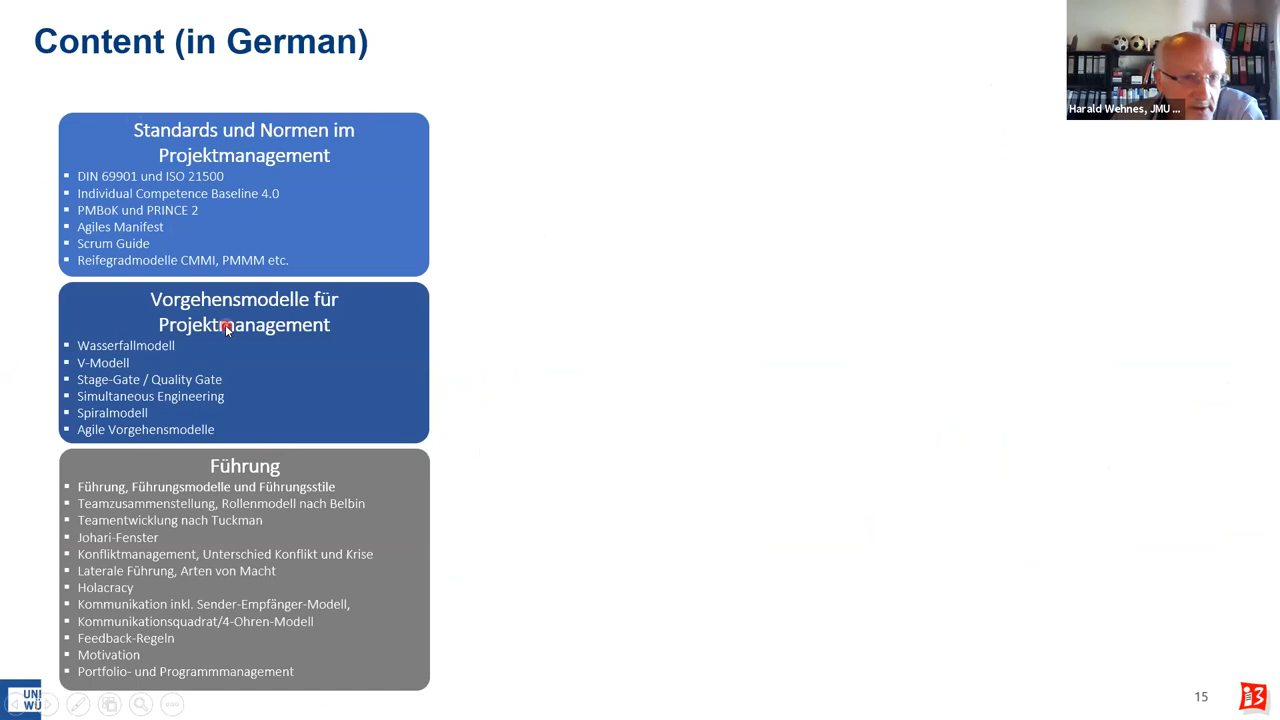 Content (in German)
Harald Wehnes, JMU ...
Standards und Normen im
Projektmanagement
▪ DIN 69901 und ISO 21500
▪ Individual Competence Baseline 4.0
▪ PMBoK und PRINCE 2
▪ Agiles Manifest
▪ Scrum Guide
▪ Reifegradmodelle CMMI, PMMM etc.
Vorgehensmodelle für
Projektmanagement
▪ Wasserfallmodell
▪ V-Modell
▪ Stage-Gate / Quality Gate
▪ Simultaneous Engineering
▪ Spiralmodell
▪ Agile Vorgehensmodelle
Führung
▪ Führung, Führungsmodelle und Führungsstile
▪ Teamzusammenstellung, Rollenmodell nach Belbin
▪ Teamentwicklung nach Tuckman
▪ Johari-Fenster
▪ Konfliktmanagement, Unterschied Konflikt und Krise
▪ Laterale Führung, Arten von Macht
▪ Holacracy
▪ Kommunikation inkl. Sender-Empfänger-Modell,
▪ Kommunikationsquadrat/4-Ohren-Modell
▪ Feedback-Regeln
▪ Motivation
▪ Portfolio- und Programmmanagement
UNI
WÜ
15
i3